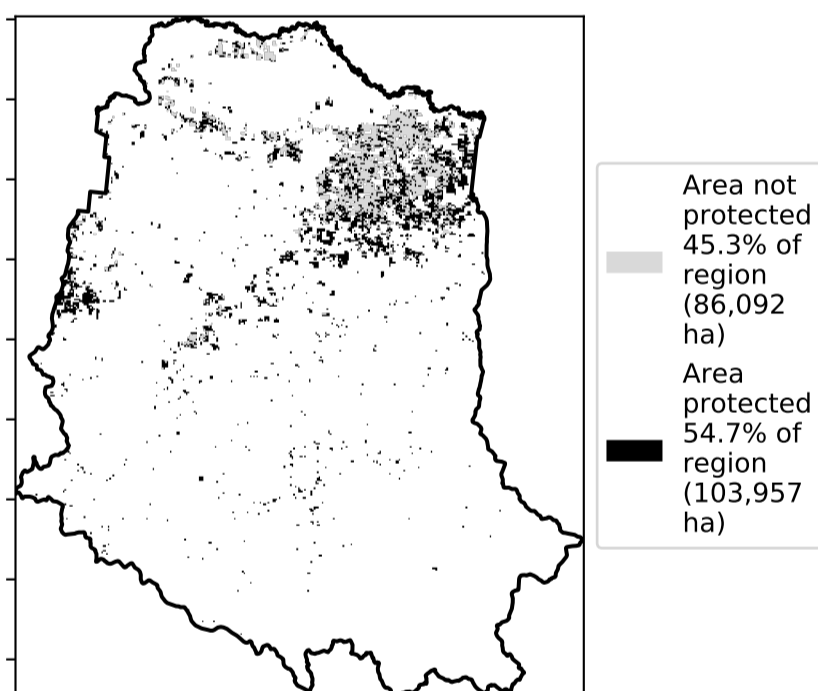 Area not
protected
45.3% of
region
(86,092
ha)
Area
protected
54.7% of
region
(103,957
ha)